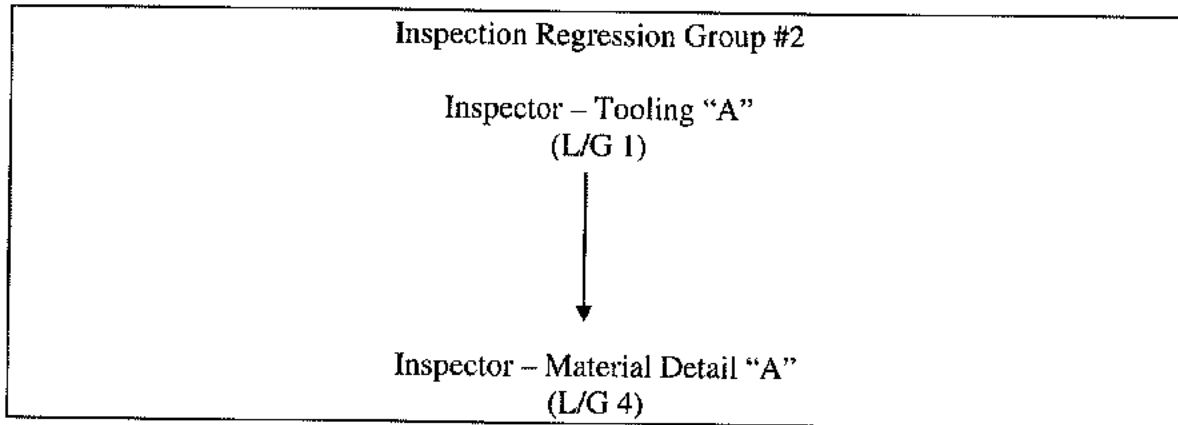 Inspection Regression Group #2
Inspector – Tooling “A”
(L/G 1)
Inspector – Material Detail “A”
(L/G 4)